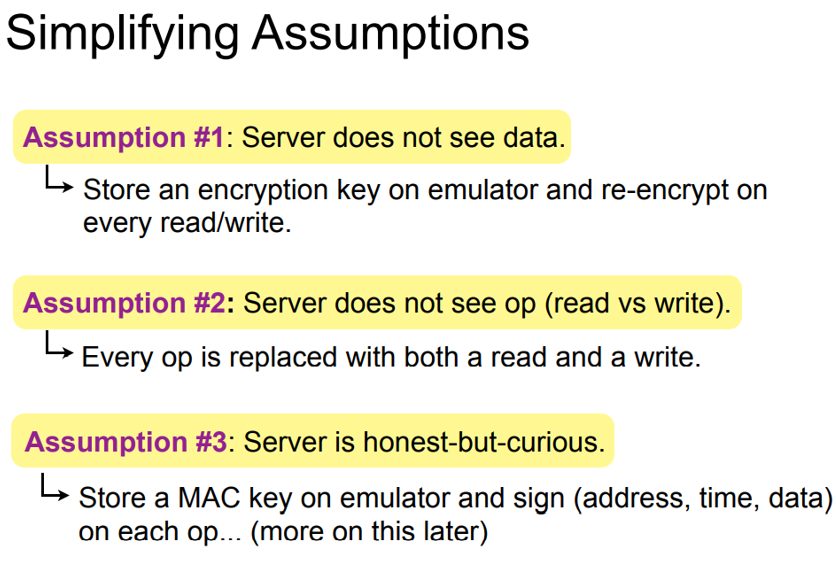 Simplifying Assumptions
Assumption #1: Server does not see data.
Store an encryption key on emulator and re-encrypt on
every read/write.
Assumption #2: Server does not see op (read vs write).
Every op is replaced with both a read and a write.
Assumption #3: Server is honest-but-curious.
Store a MAC key on emulator and sign (address, time, data)
on each op... (more on this later)